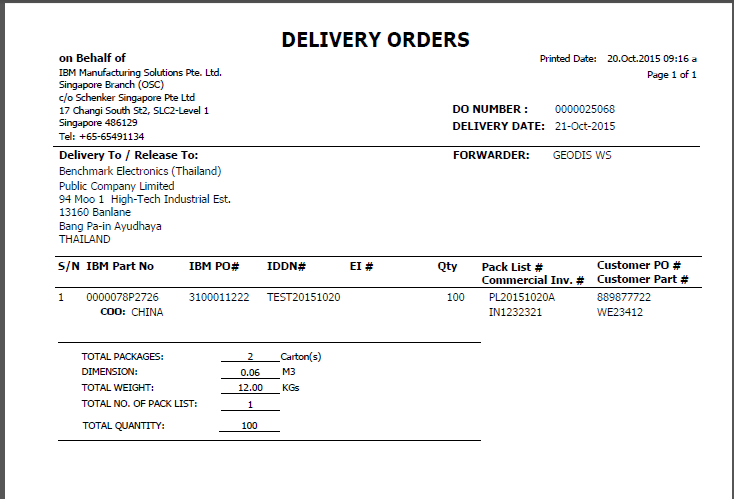 DELIVERY ORDERS
on Behalf of
Printed Date: 20.Oct.2015 09:16 a
IBM Manufacturing Solutions Pte. Ltd.
Page 1 of 1
Singapore Branch (OSC)
c/o Schenker Singapore Pte Ltd
17 Changi South St2, SLC2-Level 1
DO NUMBER : 0000025068
Singapore 486129
DELIVERY DATE: 21-Oct-2015
Tel: +65-65491134
Delivery To / Release To:
FORWARDER: GEODIS WS
Benchmark Electronics (Thailand)
Public Company Limited
94 Moo 1 High-Tech Industrial Est.
13160 Banlane
Bang Pa-in Ayudhaya
THAILAND
S/N IBM Part No IBM PO# IDDN# EI # Qty Pack List # Customer PO #
Commercial Inv. # Customer Part #
1 0000078P2726 3100011222 TEST20151020 100 PL20151020A 889877722
COO: CHINA IN1232321 WE23412
TOTAL PACKAGES: 2 Carton(s)
DIMENSION: 0.06 M3
TOTAL WEIGHT: 12.00 KGs
TOTAL NO. OF PACK LIST: 1
TOTAL QUANTITY: 100